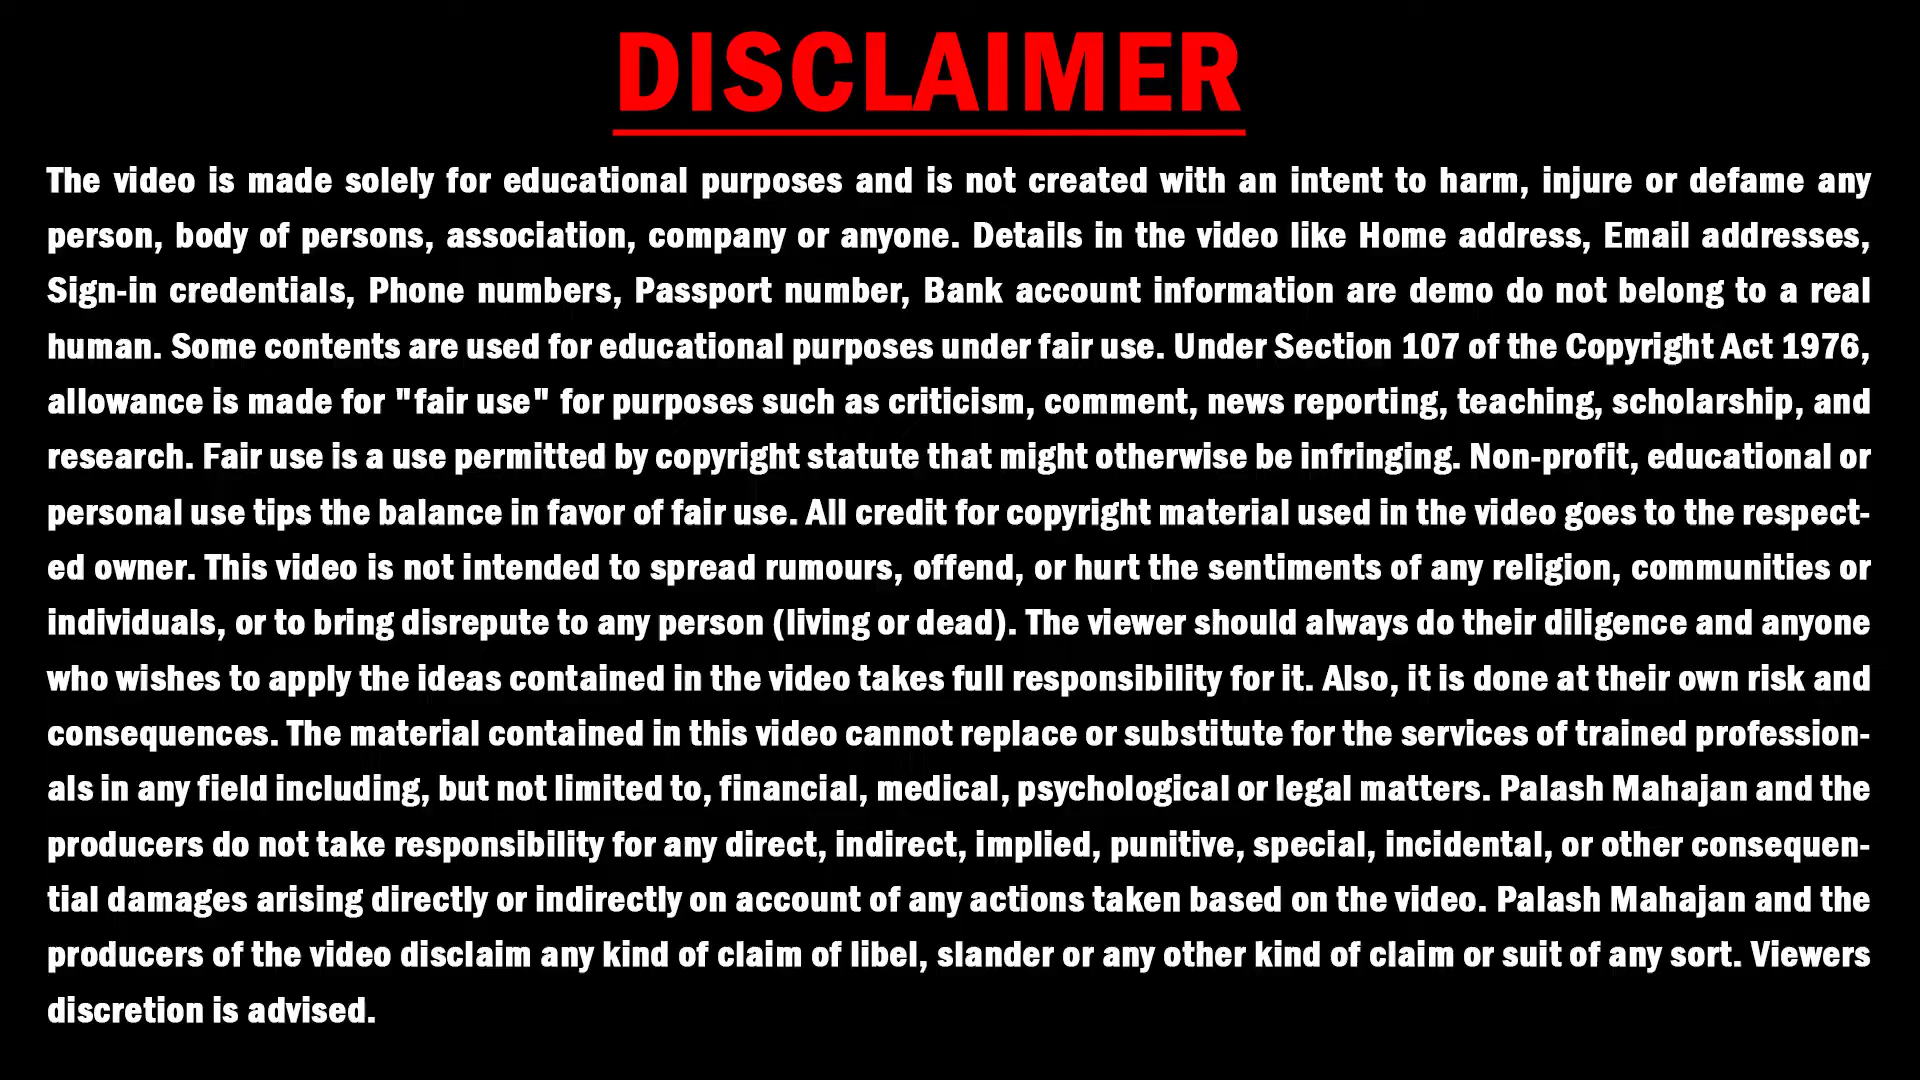 DISCLAIMER
The video is made solely for educational purposes and is not created with an intent to harm, injure or defame any
person, body of persons, association, company or anyone. Details in the video like Home address, Email addresses,
Sign-in credentials, Phone numbers, Passport number, Bank account information are demo do not belong to a real
human. Some contents are used for educational purposes under fair use. Under Section 107 of the Copyright Act 1976,
allowance is made for "fair use" for purposes such as criticism, comment, news reporting, teaching, scholarship, and
research. Fair use is a use permitted by copyright statute that might otherwise be infringing. Non-profit, educational or
personal use tips the balance in favor of fair use. All credit for copyright material used in the video goes to the respect-
ed owner. This video is not intended to spread rumours, offend, or hurt the sentiments of any religion, communities or
individuals, or to bring disrepute to any person (living or dead). The viewer should always do their diligence and anyone
who wishes to apply the ideas contained in the video takes full responsibility for it. Also, it is done at their own risk and
consequences. The material contained in this video cannot replace or substitute for the services of trained profession-
als in any field including, but not limited to, financial, medical, psychological or legal matters. Palash Mahajan and the
producers do not take responsibility for any direct, indirect, implied, punitive, special, incidental, or other consequen-
tial damages arising directly or indirectly on account of any actions taken based on the video. Palash Mahajan and the
producers of the video disclaim any kind of claim of libel, slander or any other kind of claim or suit of any sort. Viewers
discretion is advised.